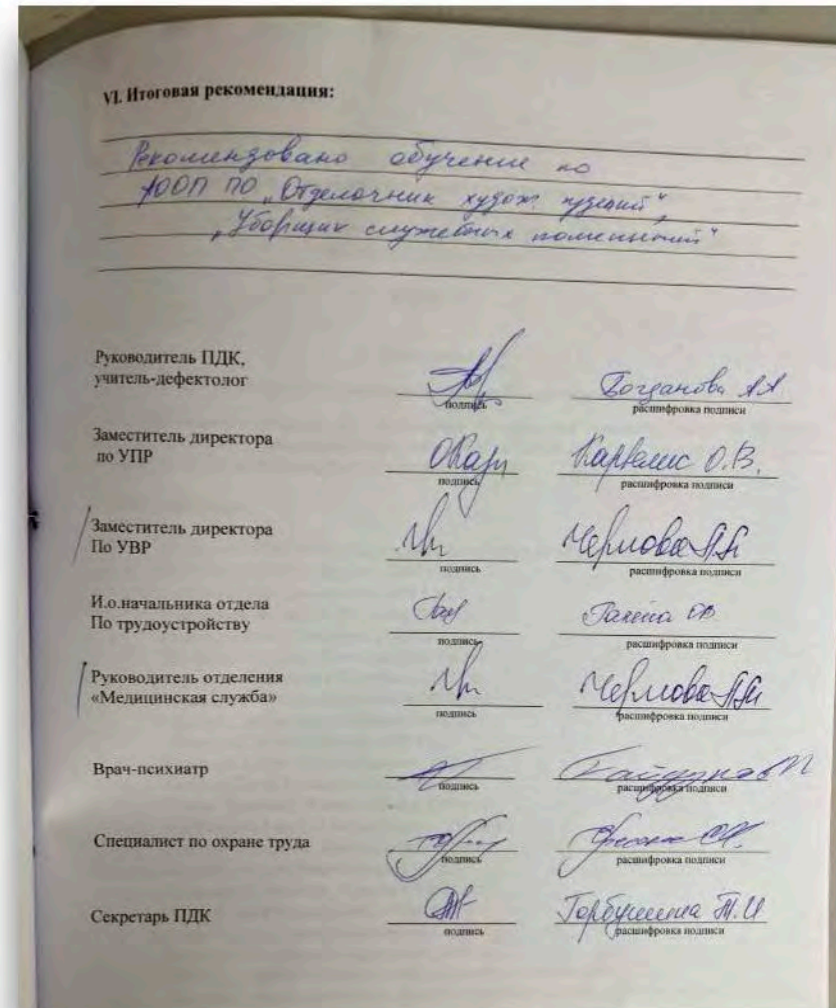 VI. Итоговая рекомендация:
Рекомендовано обучение по
АООП ПО „Отделочник худож. изделий“,
„Уборщик служебных помещений“
Руководитель ПДК,
учитель-дефектолог
подпись
Богданова АА
расшифровка подписи
Заместитель директора
по УПР
подпись
О.В.
расшифровка подписи
Заместитель директора
По УВР
подпись
расшифровка подписи
И.о.начальника отдела
По трудоустройству
подпись
расшифровка подписи
Руководитель отделения
«Медицинская служба»
подпись
расшифровка подписи
Врач-психиатр
подпись
расшифровка подписи
Специалист по охране труда
подпись
расшифровка подписи
Секретарь ПДК
подпись
Т.И
расшифровка подписи